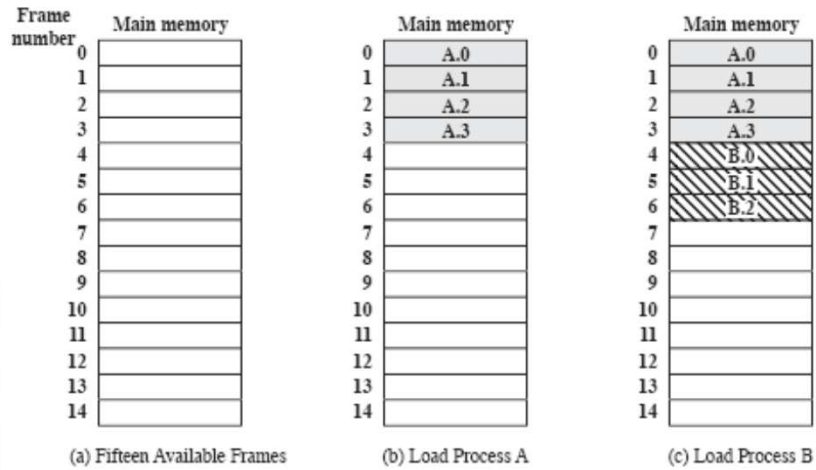 Frame number
Main memory
0
1
2
3
4
5
6
7
8
9
10
11
12
13
14
(a) Fifteen Available Frames
Main memory
0 A.0
1 A.1
2 A.2
3 A.3
4
5
6
7
8
9
10
11
12
13
14
(b) Load Process A
Main memory
0 A.0
1 A.1
2 A.2
3 A.3
4 B.0
5 B.1
6 B.2
7
8
9
10
11
12
13
14
(c) Load Process B